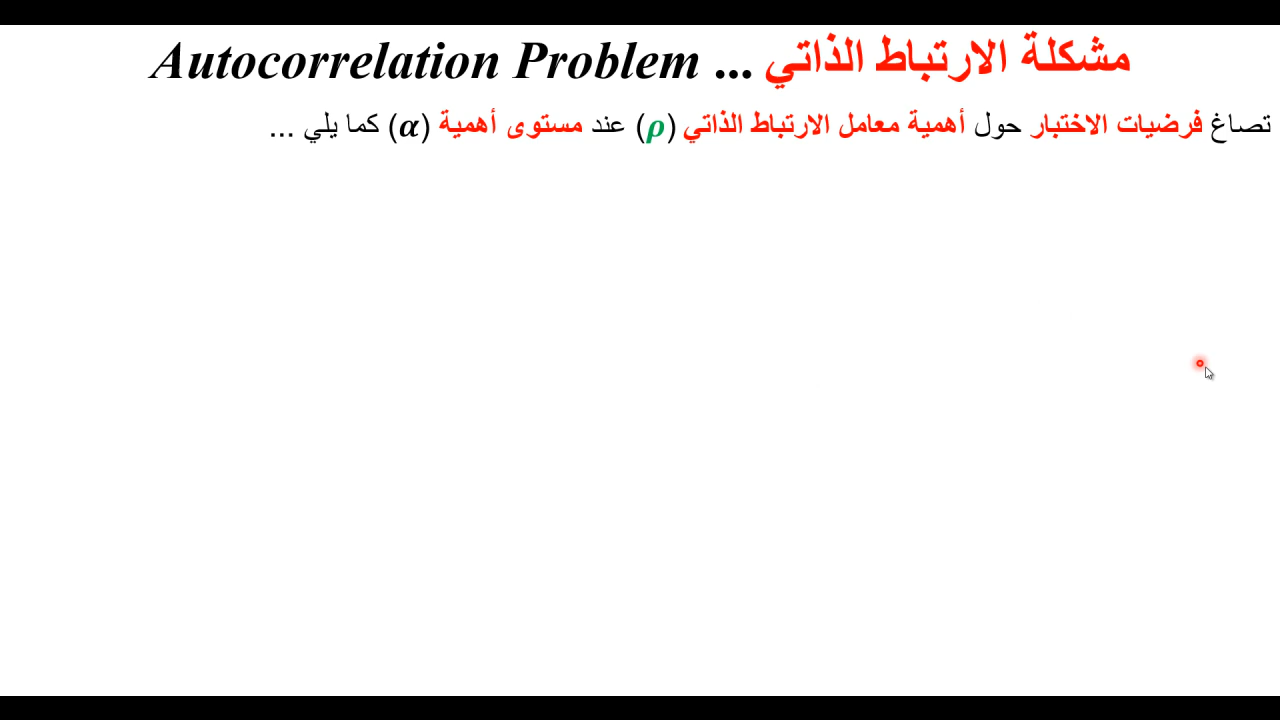 مشكلة الارتباط الذاتي ... Autocorrelation Problem
تصاغ فرضيات الاختبار حول أهمية معامل الارتباط الذاتي (ρ) عند مستوى أهمية (α) كما يلي ...